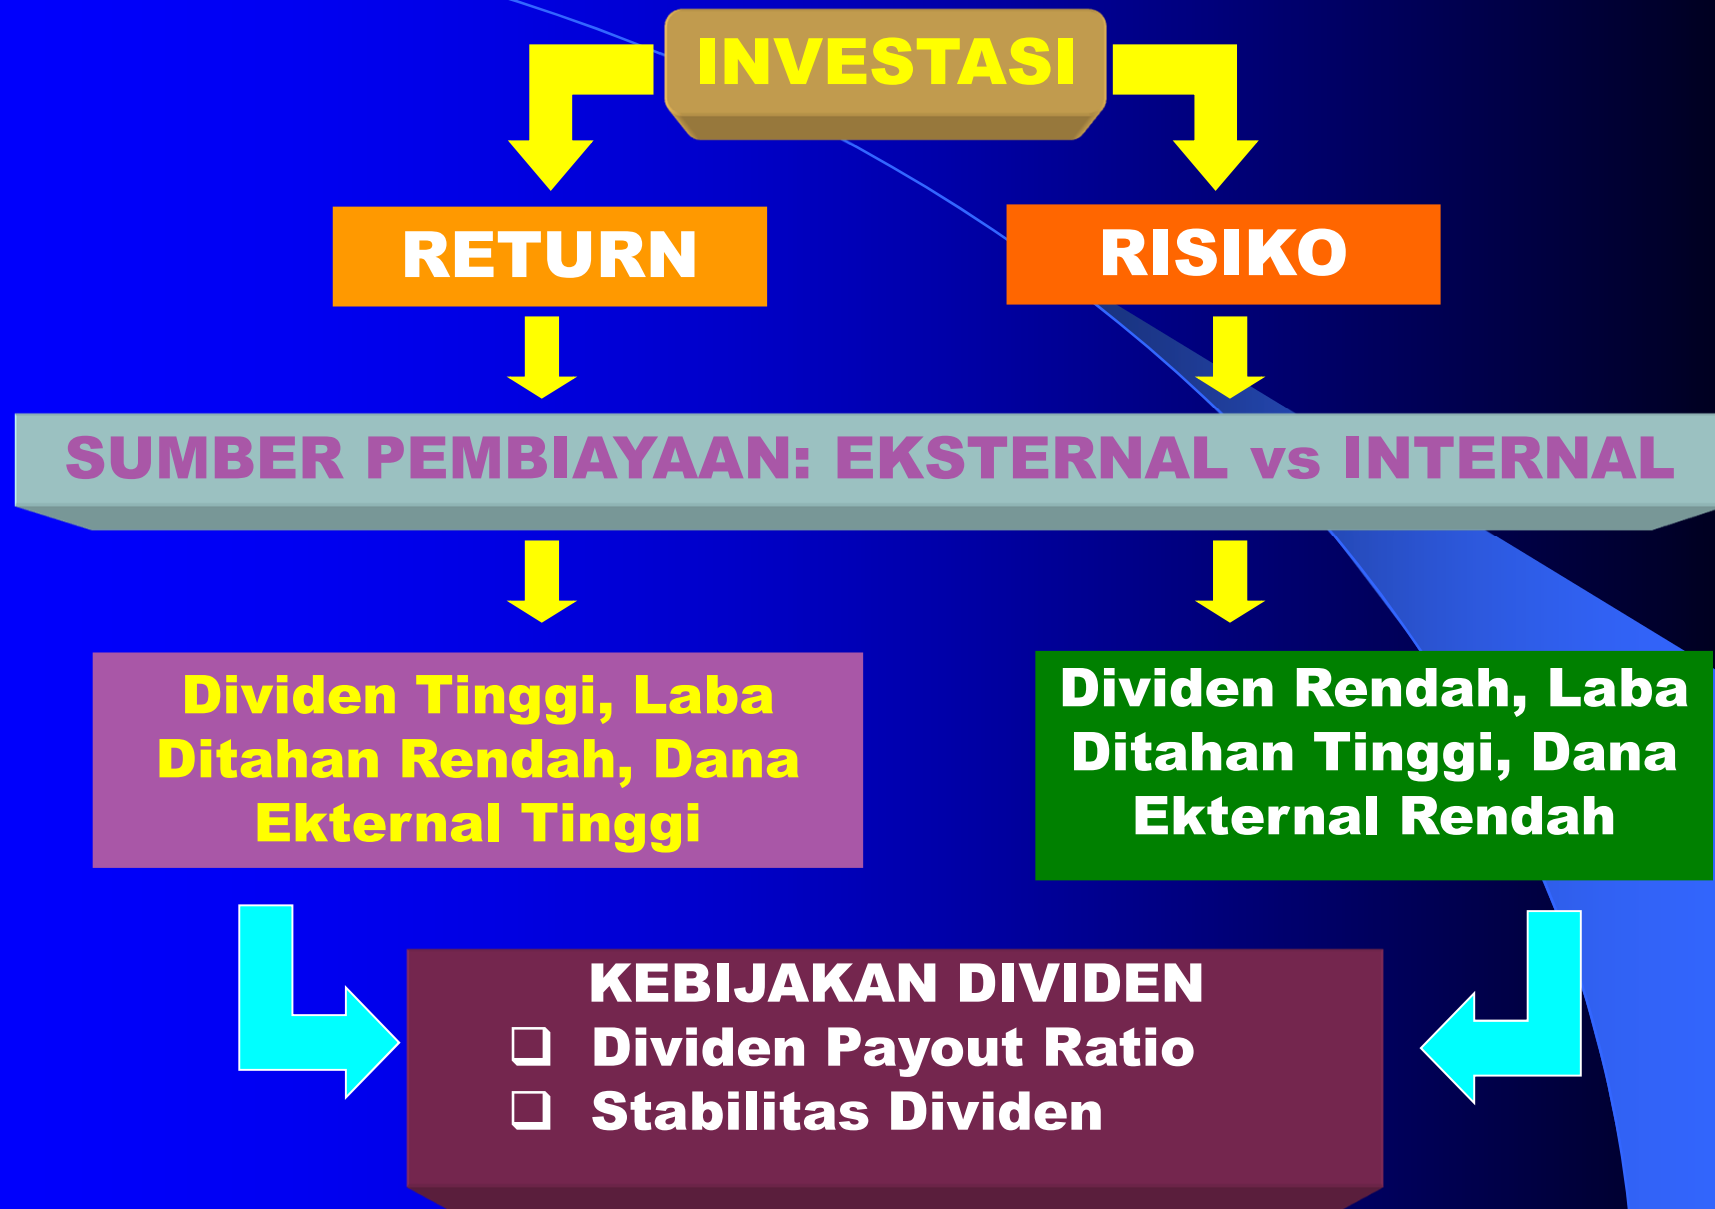 INVESTASI
RETURN
RISIKO
SUMBER PEMBIAYAAN: EKSTERNAL vs INTERNAL
Dividen Tinggi, Laba
Ditahan Rendah, Dana
Ekternal Tinggi
Dividen Rendah, Laba
Ditahan Tinggi, Dana
Ekternal Rendah
KEBIJAKAN DIVIDEN
❑ Dividen Payout Ratio
❑ Stabilitas Dividen